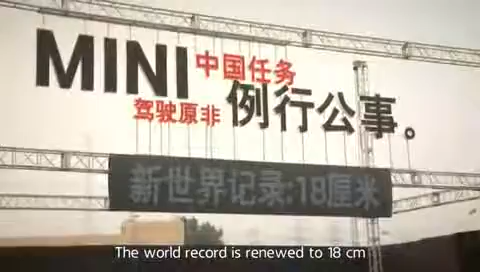 MINI 中国任务
驾驶原非 例行公事。
新世界记录:18厘米
The world record is renewed to 18 cm